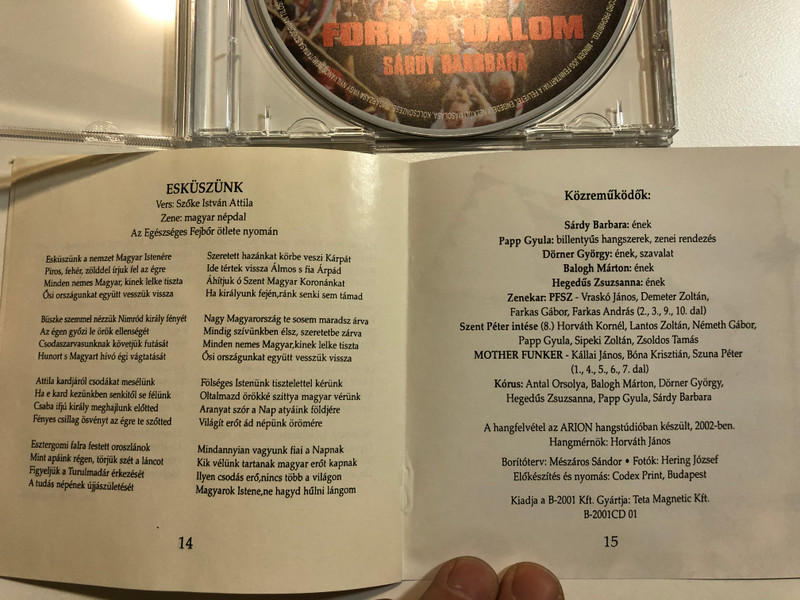 FORR A DALOM
SÁRDY BARBARA
ESKÜSZÜNK
Vers: Szőke István Attila
Zene: magyar népdal
Az Egészséges Fejbőr ötlete nyomán
Esküszünk a nemzet Magyar Istenére
Piros, fehér, zölddel írjuk fel az égre
Minden nemes Magyar, kinek lelke tiszta
Ősi országunkat együtt vesszük vissza
Büszke szemmel nézzük Nimród király fényét
Az égen győzi le örök ellenségét
Csodaszarvasunknak követjük futását
Hunort s Magyart hívó égi vágtatását
Attila kardjáról csodákat mesélünk
Ha e kard kezünkben senkitől se félünk
Csaba ifjú király meghajlunk előtted
Fényes csillag ösvényt az égre te szőtted
Esztergomi falra festett oroszlánok
Mint apáink régen, törjük szét a láncot
Figyeljük a Turulmadár érkezését
A tudás népének újjászületését
Szeretett hazánkat körbe veszi Kárpát
Ide tértek vissza Álmos s fia Árpád
Áhítjuk ó Szent Magyar Koronánkat
Ha királyunk fején,ránk senki sem támad
Nagy Magyarország te sosem maradsz árva
Mindig szívünkben élsz, szeretetbe zárva
Minden nemes Magyar,kinek lelke tiszta
Ősi országunkat együtt vesszük vissza
Fölséges Istenünk tisztelettel kérünk
Oltalmazd örökké szittya magyar vérünk
Aranyat szór a Nap atyáink földjére
Világít erőt ád népünk örömére
Mindannyian vagyunk fiai a Napnak
Kik vélünk tartanak magyar erőt kapnak
Ilyen csodás erő,nincs több a világon
Magyarok Istene,ne hagyd hűlni lángom
14
Közreműködők:
Sárdy Barbara: ének
Papp Gyula: billentyűs hangszerek, zenei rendezés
Dörner György: ének, szavalat
Balogh Márton: ének
Hegedűs Zsuzsanna: ének
Zenekar: PFSZ - Vraskó János, Demeter Zoltán,
Farkas Gábor, Farkas András (2., 3., 9., 10. dal)
Szent Péter intése (8.) Horváth Kornél, Lantos Zoltán, Németh Gábor,
Papp Gyula, Sipeki Zoltán, Zsoldos Tamás
MOTHER FUNKER - Kállai János, Bóna Krisztián, Szuna Péter
(1., 4., 5., 6., 7. dal)
Kórus: Antal Orsolya, Balogh Márton, Dörner György,
Hegedűs Zsuzsanna, Papp Gyula, Sárdy Barbara
A hangfelvétel az ARION hangstúdióban készült, 2002-ben.
Hangmérnök: Horváth János
Borítóterv: Mészáros Sándor • Fotók: Hering József
Előkészítés és nyomás: Codex Print, Budapest
Kiadja a B-2001 Kft. Gyártja: Teta Magnetic Kft.
B-2001CD 01
15